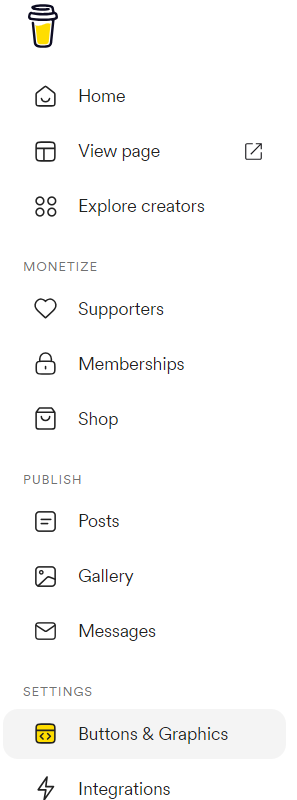 Home
View page
Explore creators
MONETIZE
Supporters
Memberships
Shop
PUBLISH
Posts
Gallery
Messages
SETTINGS
Buttons & Graphics
Integrations